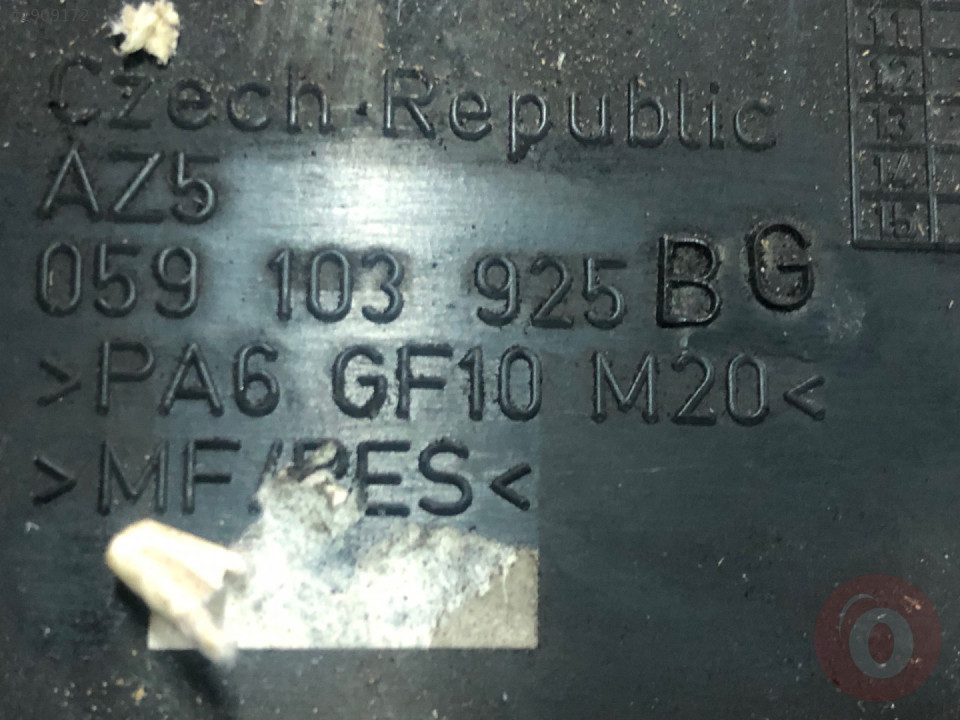 Czech Republic
AZ5
059 103 925 BG
>PA6 GF10 M20<
>MF/PES<
11
12
13
14
15